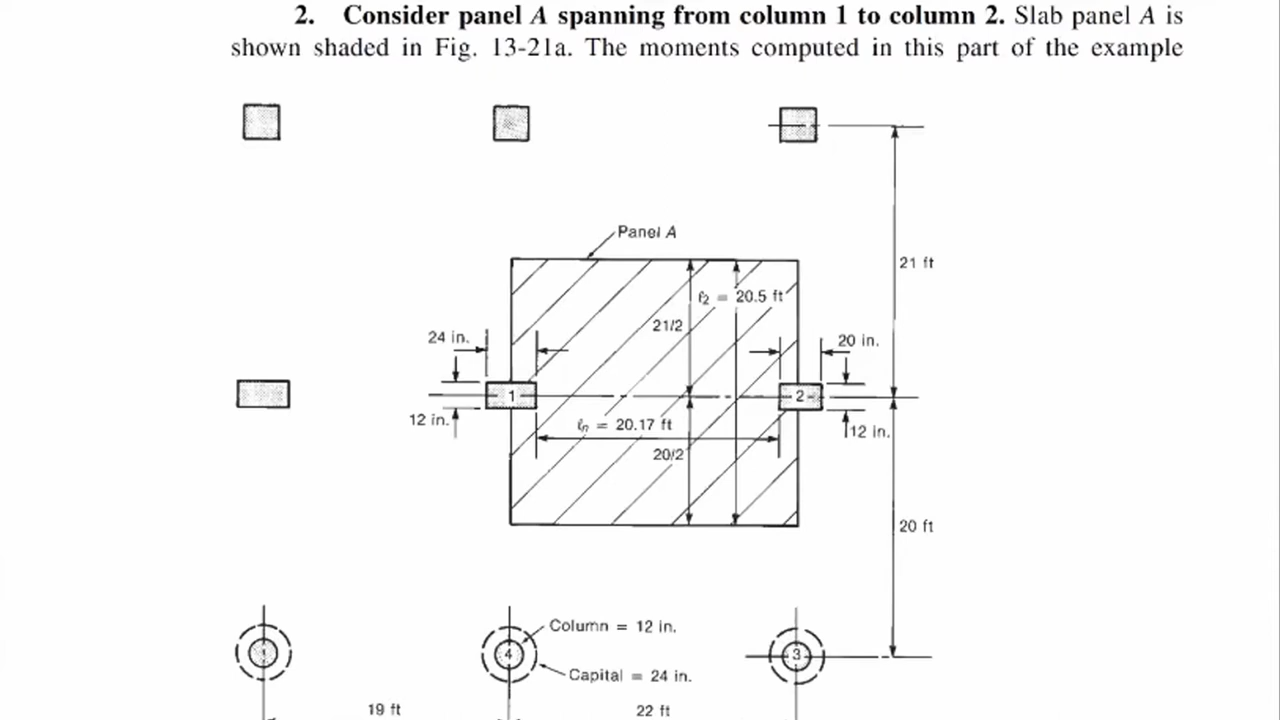 2. Consider panel A spanning from column 1 to column 2. Slab panel A is
shown shaded in Fig. 13-21a. The moments computed in this part of the example
Panel A
21 ft
ℓ2 = 20.5 ft
21/2
24 in.
20 in.
1
2
12 in.
ℓn = 20.17 ft
12 in.
20/2
20 ft
Column = 12 in.
4
3
Capital = 24 in.
19 ft
22 ft